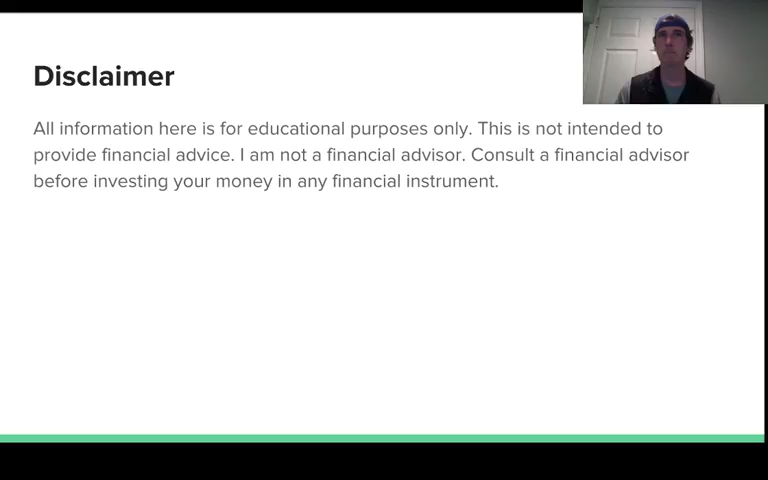 Disclaimer
All information here is for educational purposes only. This is not intended to
provide financial advice. I am not a financial advisor. Consult a financial advisor
before investing your money in any financial instrument.